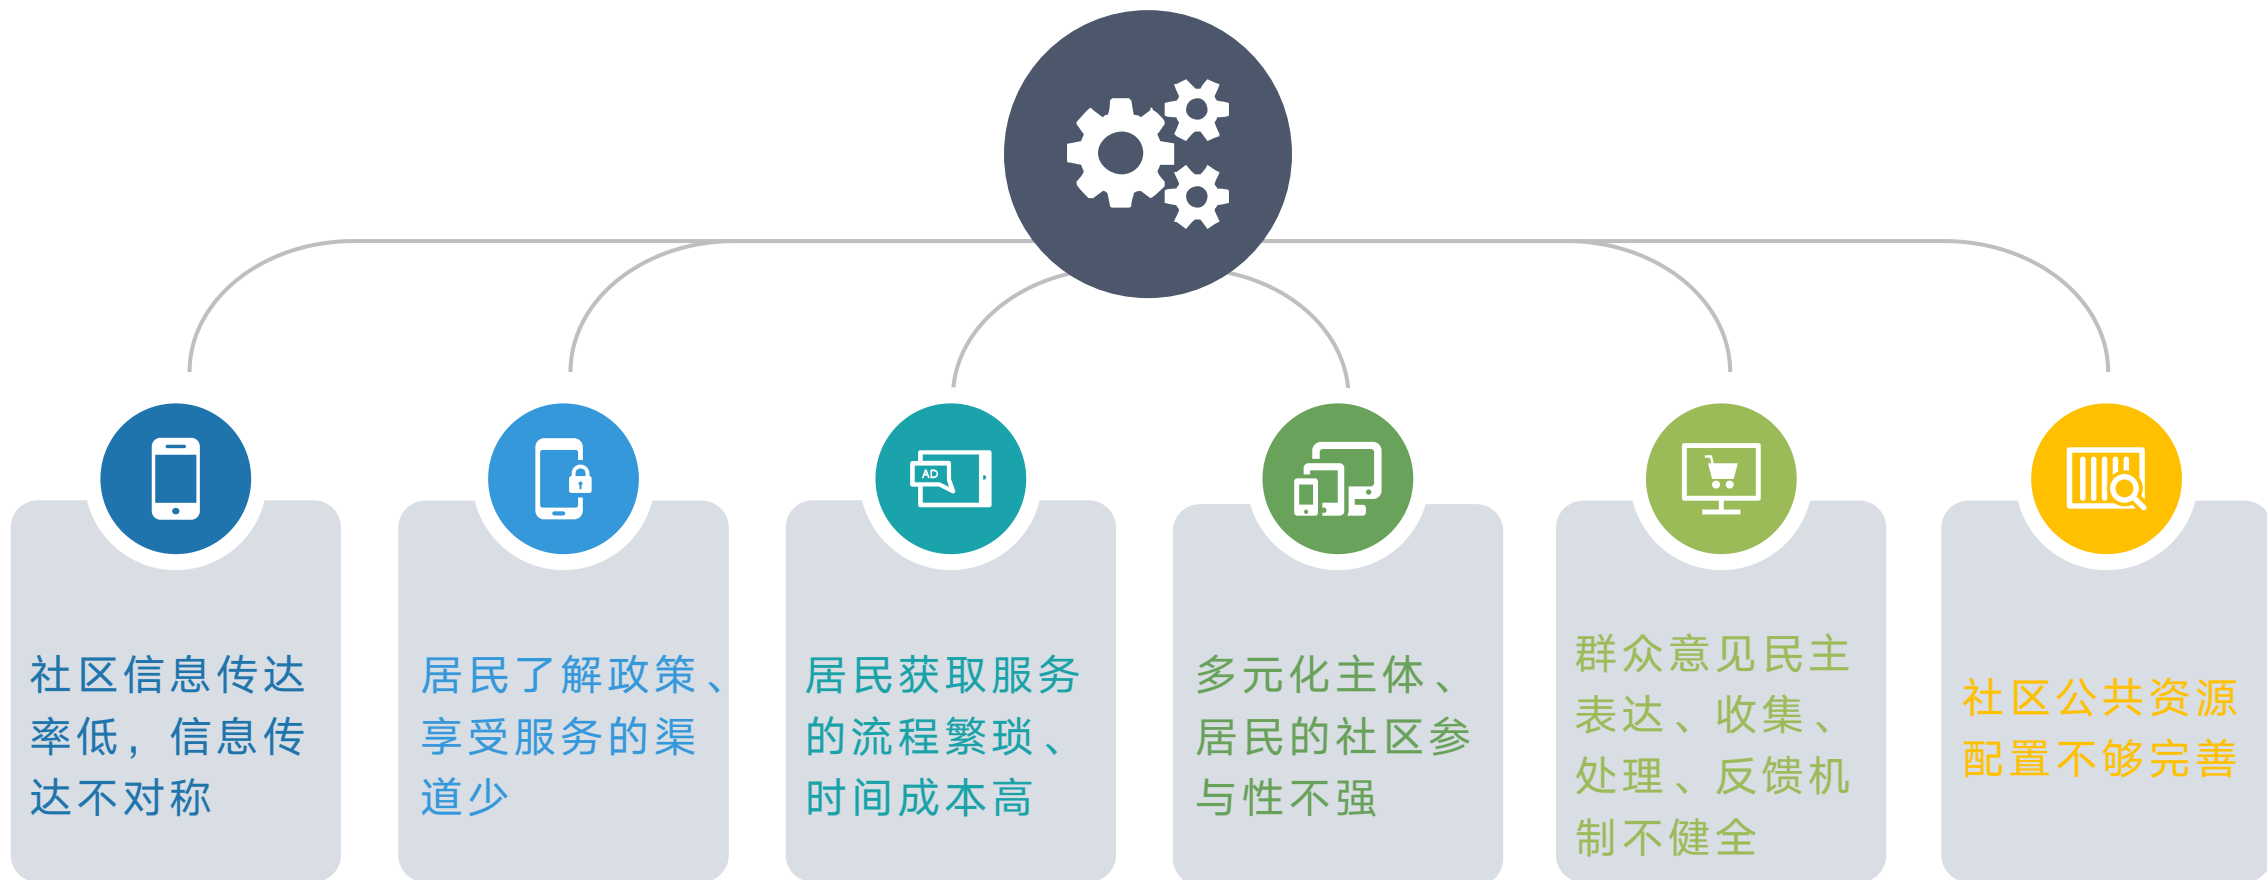 AD
社区信息传达
率低，信息传
达不对称
居民了解政策、
享受服务的渠
道少
居民获取服务
的流程繁琐、
时间成本高
多元化主体、
居民的社区参
与性不强
群众意见民主
表达、收集、
处理、反馈机
制不健全
社区公共资源
配置不够完善